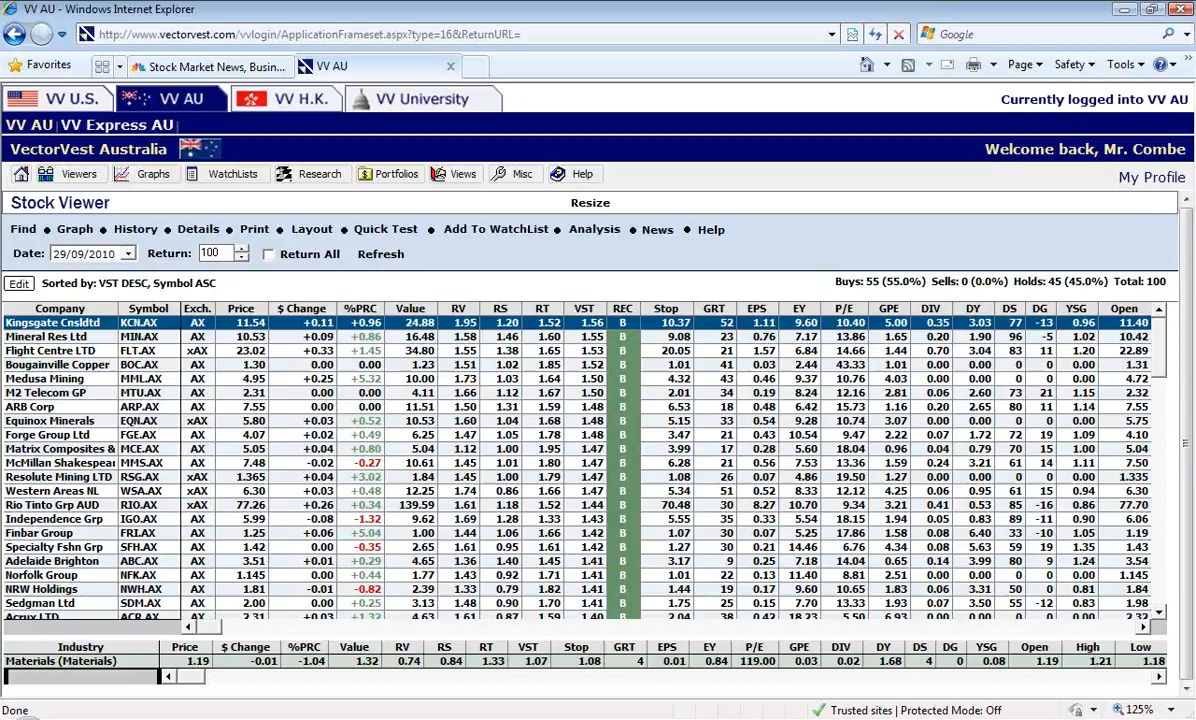 VV AU - Windows Internet Explorer
http://www.vectorvest.com/vvlogin/ApplicationFrameset.aspx?type=16&ReturnURL=
Google
Favorites Stock Market News, Busin... VV AU Page Safety Tools
VV U.S. VV AU VV H.K. VV University Currently logged into VV AU
VV AU | VV Express AU |
VectorVest Australia Welcome back, Mr. Combe
Viewers Graphs WatchLists Research Portfolios Views Misc Help My Profile
Stock Viewer Resize
Find • Graph • History • Details • Print • Layout • Quick Test • Add To WatchList • Analysis • News • Help
Date: 29/09/2010 Return: 100 Return All Refresh
Edit Sorted by: VST DESC, Symbol ASC Buys: 55 (55.0%) Sells: 0 (0.0%) Holds: 45 (45.0%) Total: 100
Company Symbol Exch. Price $ Change %PRC Value RV RS RT VST REC Stop GRT EPS EY P/E GPE DIV DY DS DG YSG Open
Kingsgate Cnsldtd KCN.AX AX 11.54 +0.11 +0.96 24.88 1.95 1.20 1.52 1.56 B 10.37 52 1.11 9.60 10.40 5.00 0.35 3.03 77 -13 0.96 11.40
Mineral Res Ltd MIN.AX AX 10.53 +0.09 +0.86 16.48 1.58 1.46 1.60 1.55 B 9.08 23 0.76 7.17 13.86 1.65 0.20 1.90 96 -5 1.02 10.42
Flight Centre LTD FLT.AX xAX 23.02 +0.33 +1.45 34.80 1.55 1.38 1.65 1.53 B 20.05 21 1.57 6.84 14.66 1.44 0.70 3.04 83 11 1.20 22.89
Bougainville Copper BOC.AX AX 1.30 0.00 0.00 1.23 1.51 1.02 1.85 1.52 B 1.01 41 0.03 2.44 43.33 1.01 0.00 0.00 0 0 0.00 1.31
Medusa Mining MML.AX AX 4.95 +0.25 +5.32 10.00 1.73 1.03 1.64 1.50 B 4.32 43 0.46 9.37 10.76 4.03 0.00 0.00 0 0 0.00 4.72
M2 Telecom GP MTU.AX AX 2.31 0.00 0.00 4.11 1.66 1.12 1.67 1.50 B 2.01 34 0.19 8.24 12.16 2.81 0.06 2.60 73 21 1.15 2.32
ARB Corp ARP.AX AX 7.55 0.00 0.00 11.51 1.50 1.31 1.59 1.48 B 6.53 18 0.48 6.42 15.73 1.16 0.20 2.65 80 11 1.14 7.55
Equinox Minerals EQN.AX xAX 5.80 +0.03 +0.52 10.53 1.60 1.04 1.68 1.48 B 5.15 33 0.54 9.28 10.74 3.07 0.00 0.00 0 0 0.00 5.75
Forge Group Ltd FGE.AX AX 4.07 +0.02 +0.49 6.25 1.47 1.05 1.78 1.48 B 3.47 21 0.43 10.54 9.47 2.22 0.07 1.72 72 19 1.09 4.10
Matrix Composites & MCE.AX AX 5.05 +0.04 +0.80 5.04 1.12 1.00 1.95 1.47 B 3.99 17 0.28 5.60 18.04 0.96 0.04 0.79 70 15 1.00 5.04
McMillan Shakespear MMS.AX AX 7.48 -0.02 -0.27 10.61 1.45 1.01 1.80 1.47 B 6.28 21 0.56 7.53 13.36 1.59 0.24 3.21 61 14 1.11 7.50
Resolute Mining LTD RSG.AX xAX 1.365 +0.04 +3.02 1.84 1.45 1.00 1.79 1.47 B 1.08 26 0.07 4.86 19.50 1.27 0.00 0.00 0 0 0.00 1.335
Western Areas NL WSA.AX xAX 6.30 +0.03 +0.48 12.25 1.74 0.86 1.66 1.47 B 5.34 51 0.52 8.33 12.12 4.25 0.06 0.95 61 15 0.94 6.30
Rio Tinto Grp AUD RIO.AX xAX 77.26 +0.26 +0.34 139.59 1.61 1.18 1.52 1.44 B 70.48 30 8.27 10.70 9.34 3.21 0.41 0.53 85 -16 0.86 77.70
Independence Grp IGO.AX AX 5.99 -0.08 -1.32 9.62 1.69 1.28 1.33 1.43 B 5.55 35 0.33 5.54 18.15 1.94 0.05 0.83 89 -11 0.90 6.06
Finbar Group FRI.AX AX 1.25 +0.06 +5.04 1.00 1.44 1.06 1.66 1.42 B 1.07 30 0.07 5.25 17.86 1.58 0.08 6.40 33 -10 1.05 1.19
Specialty Fshn Grp SFH.AX AX 1.42 0.00 -0.35 2.65 1.61 0.95 1.61 1.42 B 1.27 30 0.21 14.46 6.76 4.34 0.08 5.63 59 19 1.35 1.43
Adelaide Brighton ABC.AX AX 3.51 +0.01 +0.29 4.65 1.36 1.40 1.45 1.41 B 3.17 9 0.25 7.18 14.04 0.65 0.14 3.99 80 9 1.24 3.54
Norfolk Group NFK.AX AX 1.145 0.00 +0.44 1.77 1.43 0.92 1.71 1.41 B 1.01 22 0.13 11.40 8.81 2.51 0.00 0.00 0 0 0.00 1.145
NRW Holdings NWH.AX AX 1.81 -0.01 -0.82 2.39 1.33 0.79 1.82 1.41 B 1.44 19 0.17 9.60 10.65 1.83 0.06 3.31 50 0 0.81 1.84
Sedgman Ltd SDM.AX AX 2.00 0.00 +0.25 3.13 1.48 0.90 1.70 1.41 B 1.75 25 0.15 7.70 13.33 1.93 0.07 3.50 55 -12 0.83 1.98
Acrux LTD ACR.AX AX 2.31 +0.03 +1.32 4.63 1.61 0.87 1.59 1.40 B 2.04 38 0.42 18.23 5.50 6.93 0.00 0.00 0 0 0.00 2.32
Industry Price $ Change %PRC Value RV RS RT VST Stop GRT EPS EY P/E GPE DIV DY DS DG YSG Open High Low
Materials (Materials) 1.19 -0.01 -1.04 1.32 0.74 0.84 1.33 1.07 1.08 4 0.01 0.84 119.00 0.03 0.02 1.68 4 0 0.08 1.19 1.21 1.18
Done Trusted sites | Protected Mode: Off 125%